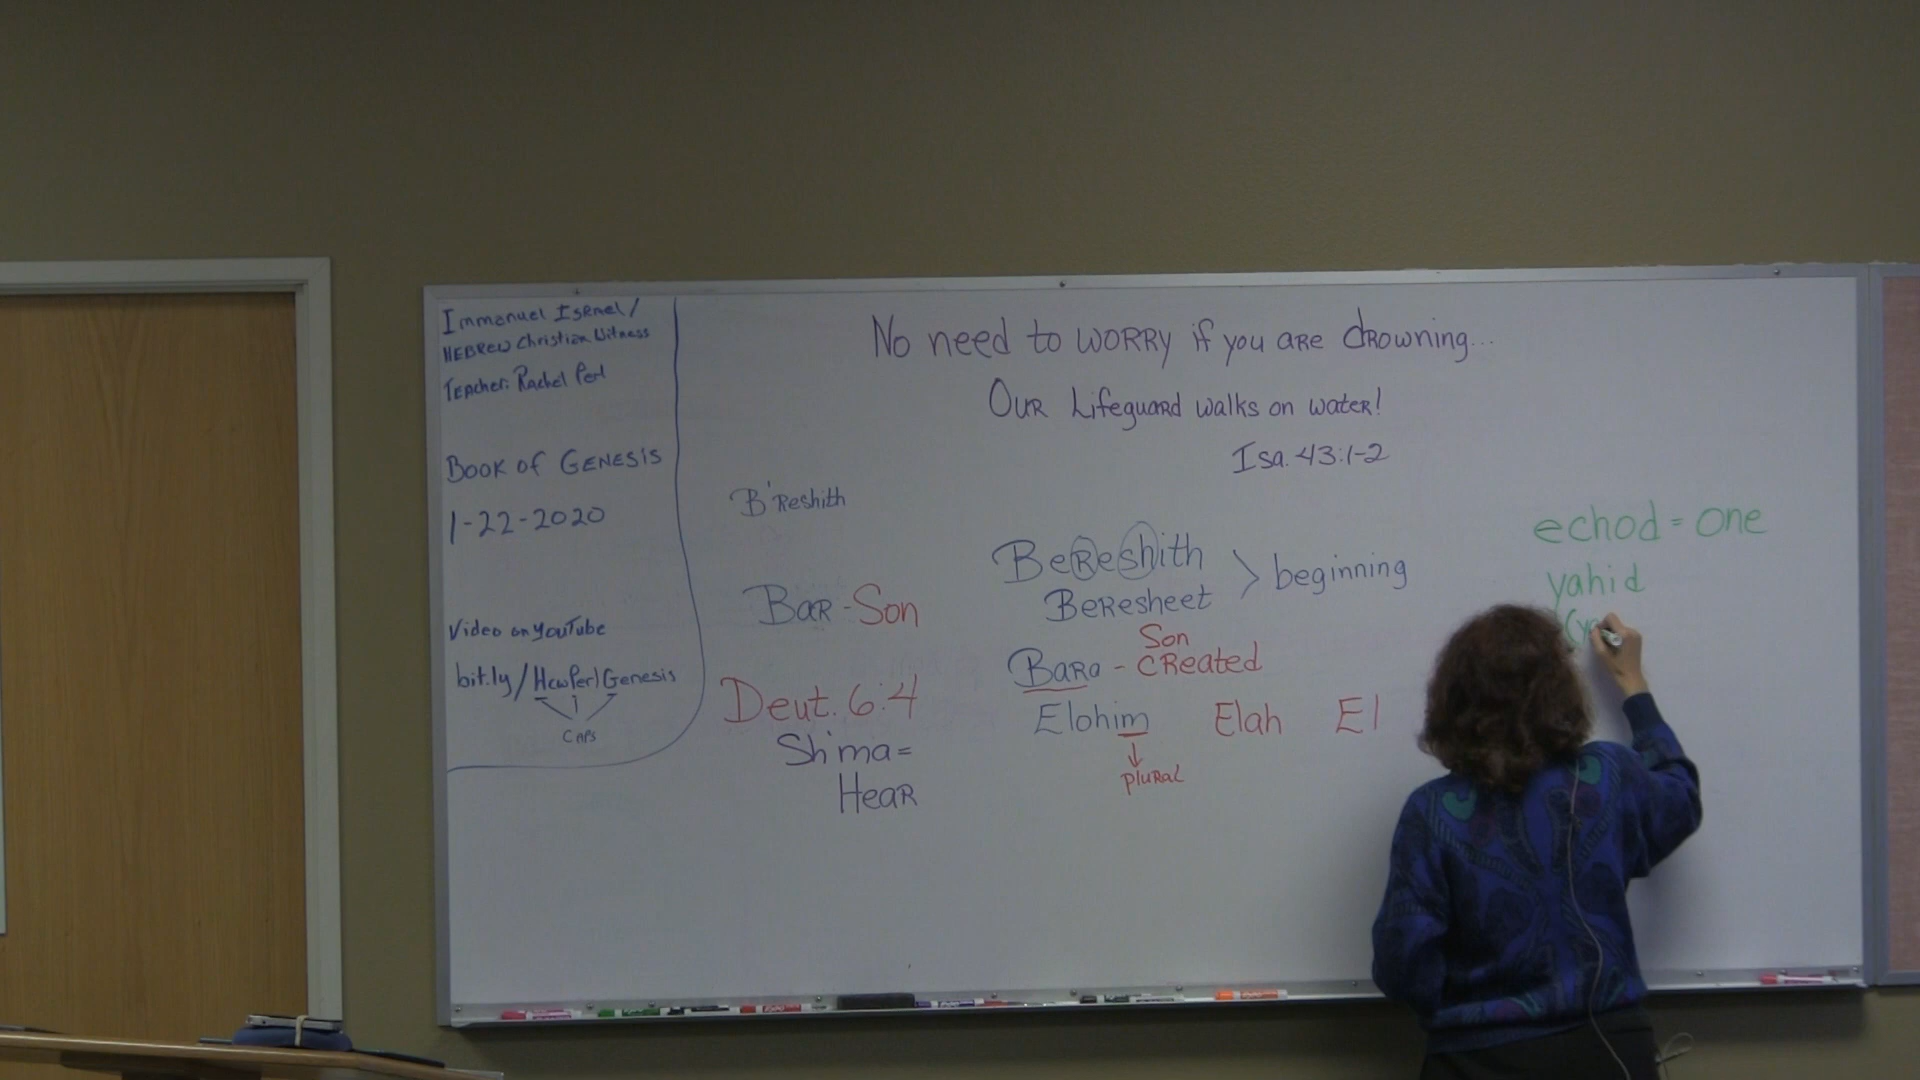 Immanuel Israel/
HEBREW Christian Witness
Teacher: Rachel Perl
BOOK OF GENESIS
1-22-2020
Video on YouTube
bit.ly/HcwPerlGenesis
CAPS
No need to WORRY if you are drowning...
OUR Lifeguard walks on water!
Isa. 43:1-2
B'Reshith
BeReshith
BeResheet
> beginning
BaR - Son
Son
BaRa - CReated
Deut. 6:4
Sh'ma =
HeaR
Elohim Elah El
↓
pluRal
echod = one
yahid
(ya